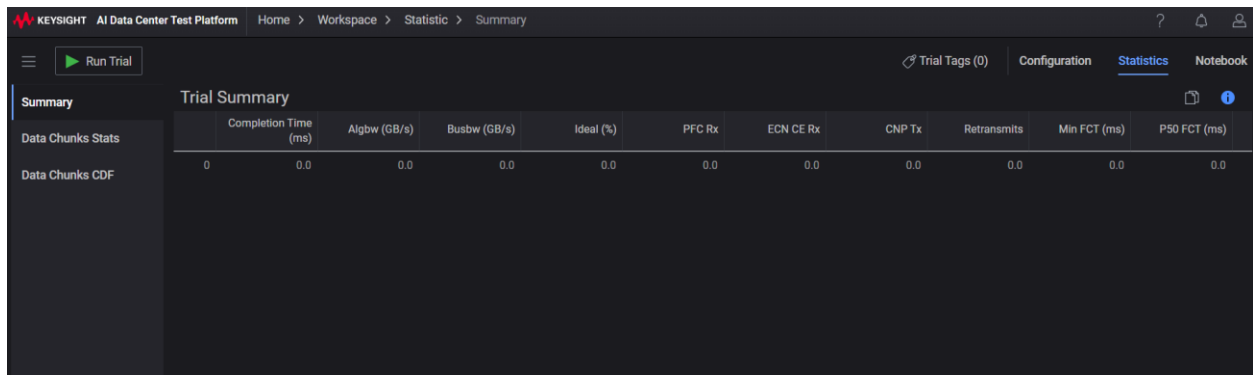 KEYSIGHT AI Data Center Test Platform Home > Workspace > Statistic > Summary ?
Run Trial Trial Tags (0) Configuration Statistics Notebook
Summary
Data Chunks Stats
Data Chunks CDF
Trial Summary
Completion Time (ms) Algbw (GB/s) Busbw (GB/s) Ideal (%) PFC Rx ECN CE Rx CNP Tx Retransmits Min FCT (ms) P50 FCT (ms)
0 0.0 0.0 0.0 0.0 0.0 0.0 0.0 0.0 0.0 0.0